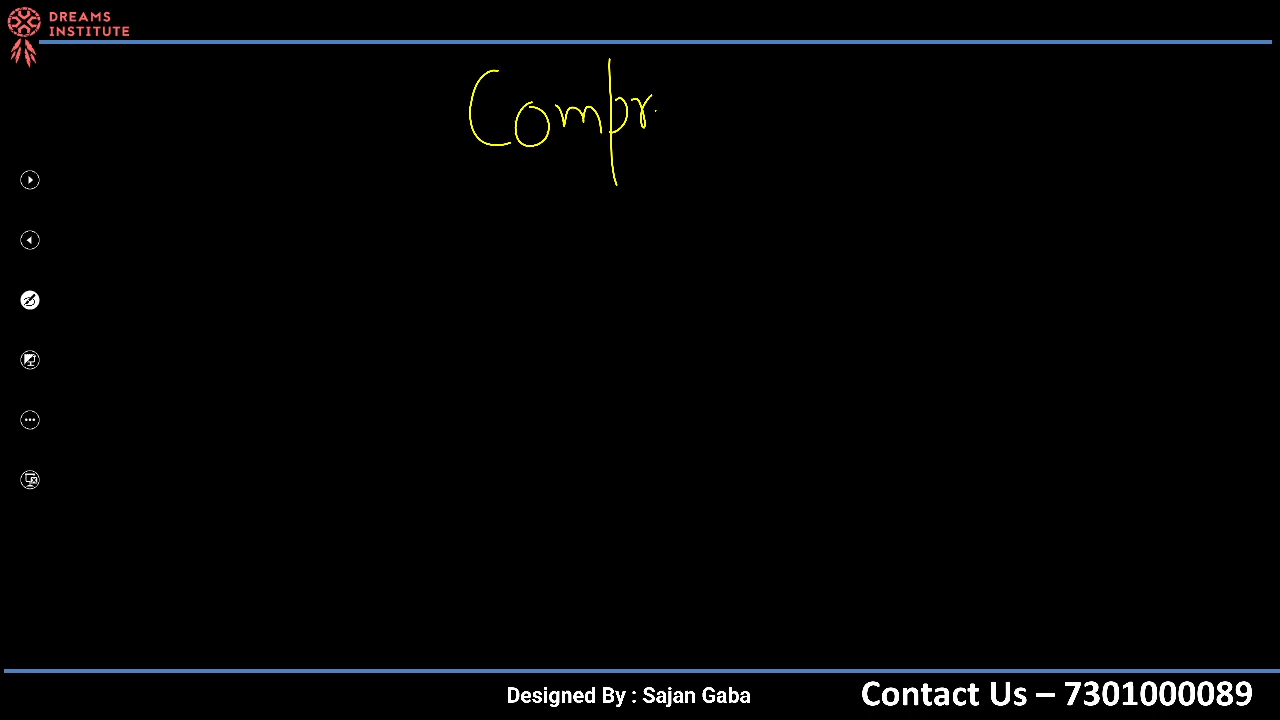 DREAMS
INSTITUTE
Compr
Designed By : Sajan Gaba
Contact Us – 7301000089